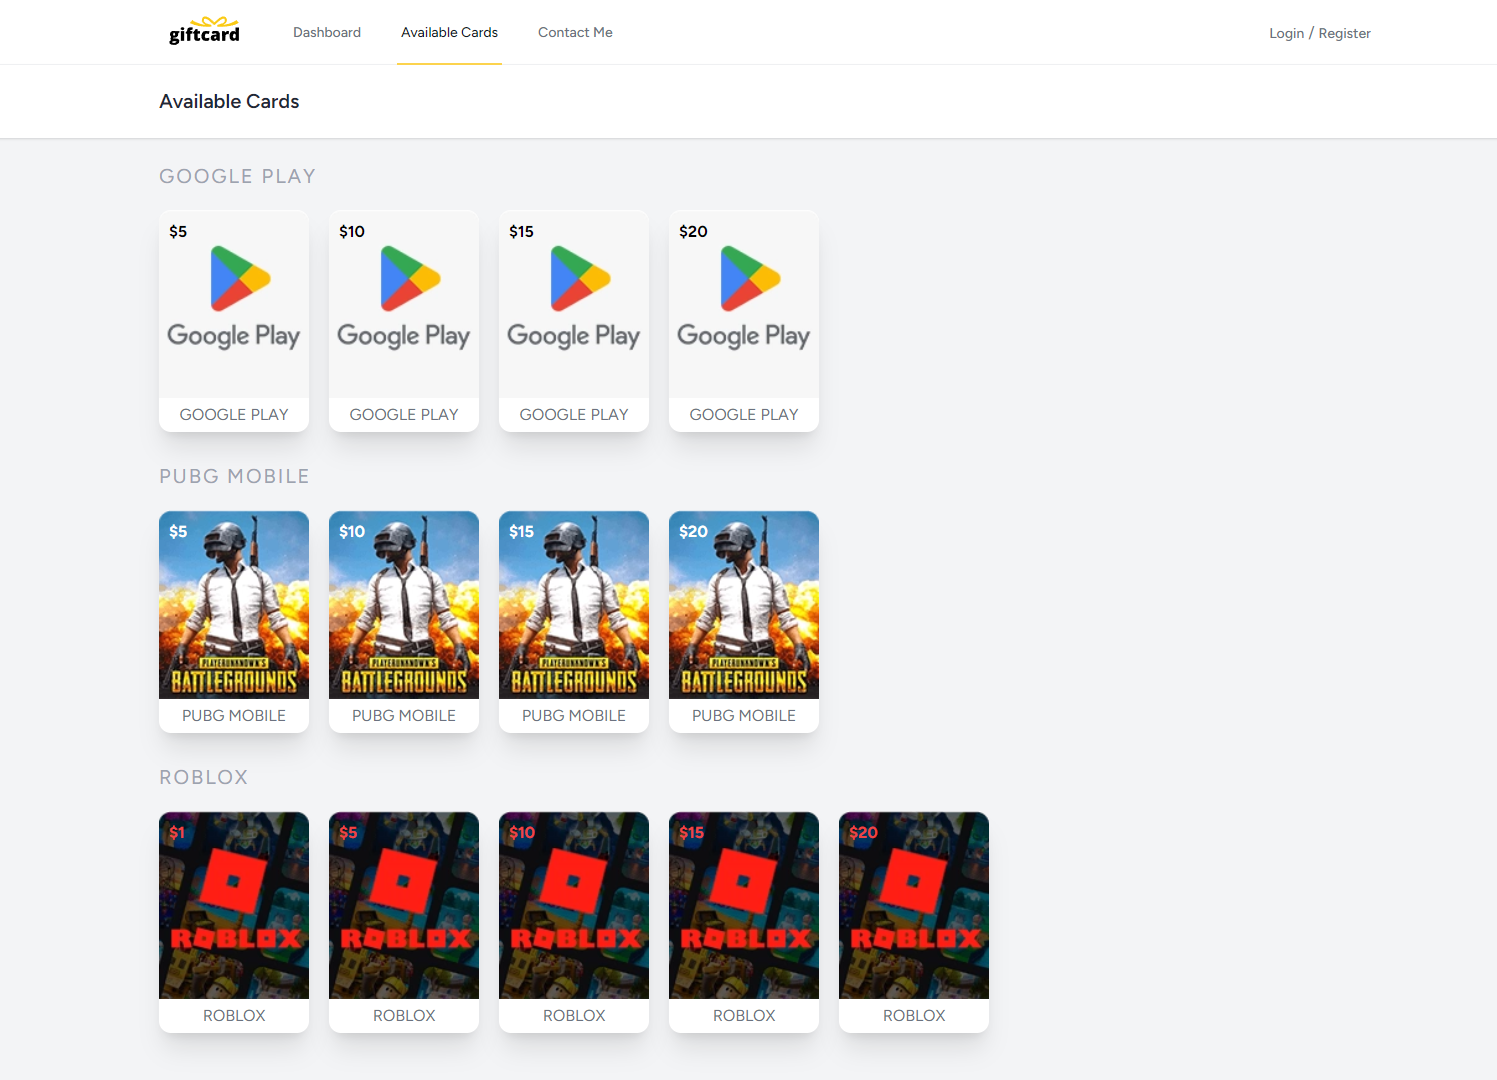 giftcard
Dashboard
Available Cards
Contact Me
Login / Register
Available Cards
GOOGLE PLAY
$5
Google Play
GOOGLE PLAY
$10
Google Play
GOOGLE PLAY
$15
Google Play
GOOGLE PLAY
$20
Google Play
GOOGLE PLAY
PUBG MOBILE
$5
PLAYERUNKNOWN'S
BATTLEGROUNDS
PUBG MOBILE
$10
PLAYERUNKNOWN'S
BATTLEGROUNDS
PUBG MOBILE
$15
PLAYERUNKNOWN'S
BATTLEGROUNDS
PUBG MOBILE
$20
PLAYERUNKNOWN'S
BATTLEGROUNDS
PUBG MOBILE
ROBLOX
$1
ROBLOX
ROBLOX
$5
ROBLOX
ROBLOX
$10
ROBLOX
ROBLOX
$15
ROBLOX
ROBLOX
$20
ROBLOX
ROBLOX